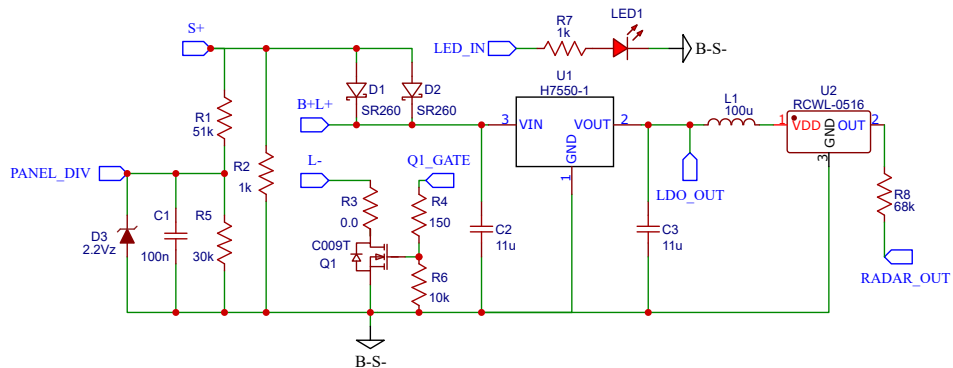 S+
R7
1k
LED1
LED_IN
B-S-
R1
51k
D1
SR260
D2
SR260
U1
H7550-1
3
VIN
VOUT
2
GND
1
L1
100u
U2
RCWL-0516
1
VDD
GND
OUT
2
3
B+L+
PANEL_DIV
R2
1k
L-
Q1_GATE
R3
0.0
R4
150
LDO_OUT
R8
68k
D3
2.2Vz
C1
100n
R5
30k
C009T
Q1
R6
10k
C2
11u
C3
11u
RADAR_OUT
B-S-